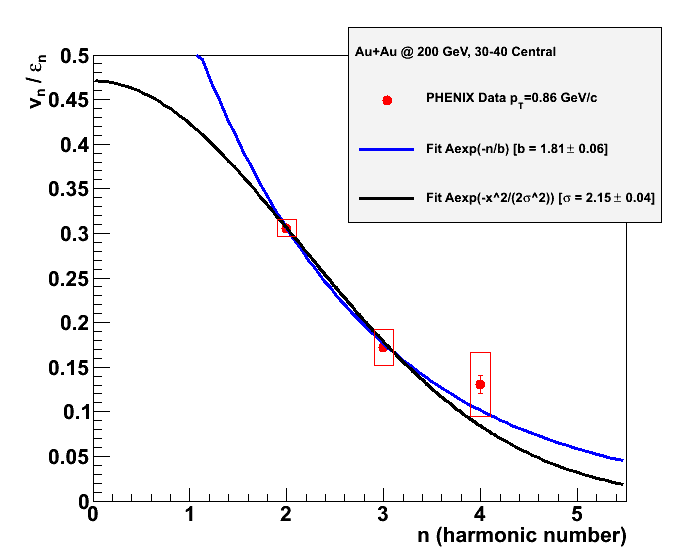 Au+Au @ 200 GeV, 30-40 Central
PHENIX Data p_T=0.86 GeV/c
Fit Aexp(-n/b) [b = 1.81 ± 0.06]
Fit Aexp(-x^2/(2σ^2)) [σ = 2.15 ± 0.04]
v_n / ε_n
0.5
0.45
0.4
0.35
0.3
0.25
0.2
0.15
0.1
0.05
0
0 1 2 3 4 5
n (harmonic number)